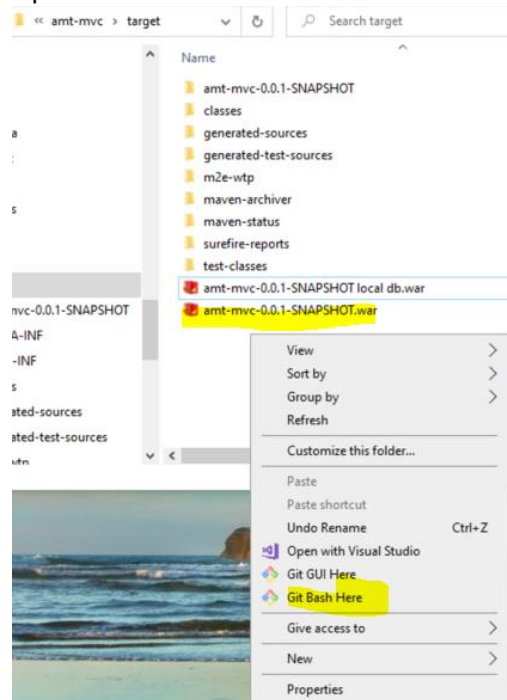 « amt-mvc > target
Search target
Name
amt-mvc-0.0.1-SNAPSHOT
classes
generated-sources
generated-test-sources
m2e-wtp
maven-archiver
maven-status
surefire-reports
test-classes
amt-mvc-0.0.1-SNAPSHOT local db.war
amt-mvc-0.0.1-SNAPSHOT.war
a
s
nvc-0.0.1-SNAPSHOT
A-INF
-INF
s
ated-sources
ated-test-sources
View
Sort by
Group by
Refresh
Customize this folder...
Paste
Paste shortcut
Undo Rename Ctrl+Z
Open with Visual Studio
Git GUI Here
Git Bash Here
Give access to
New
Properties